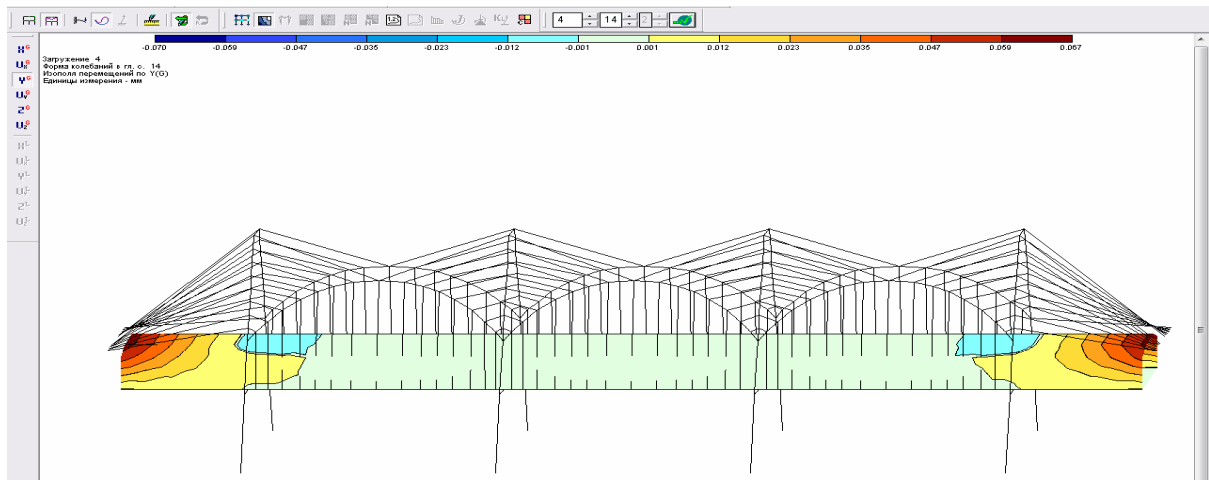 4 14 2
-0.070 -0.059 -0.047 -0.035 -0.023 -0.012 -0.001 0.001 0.012 0.023 0.035 0.047 0.059 0.067
Загружение 4
Форма колебаний в гл. с. 14
Изополя перемещений по Y(G)
Единицы измерения - мм
X G
U X G
Y G
U Y G
Z G
U Z G
X L
U X L
Y L
U Y L
Z L
U Z L